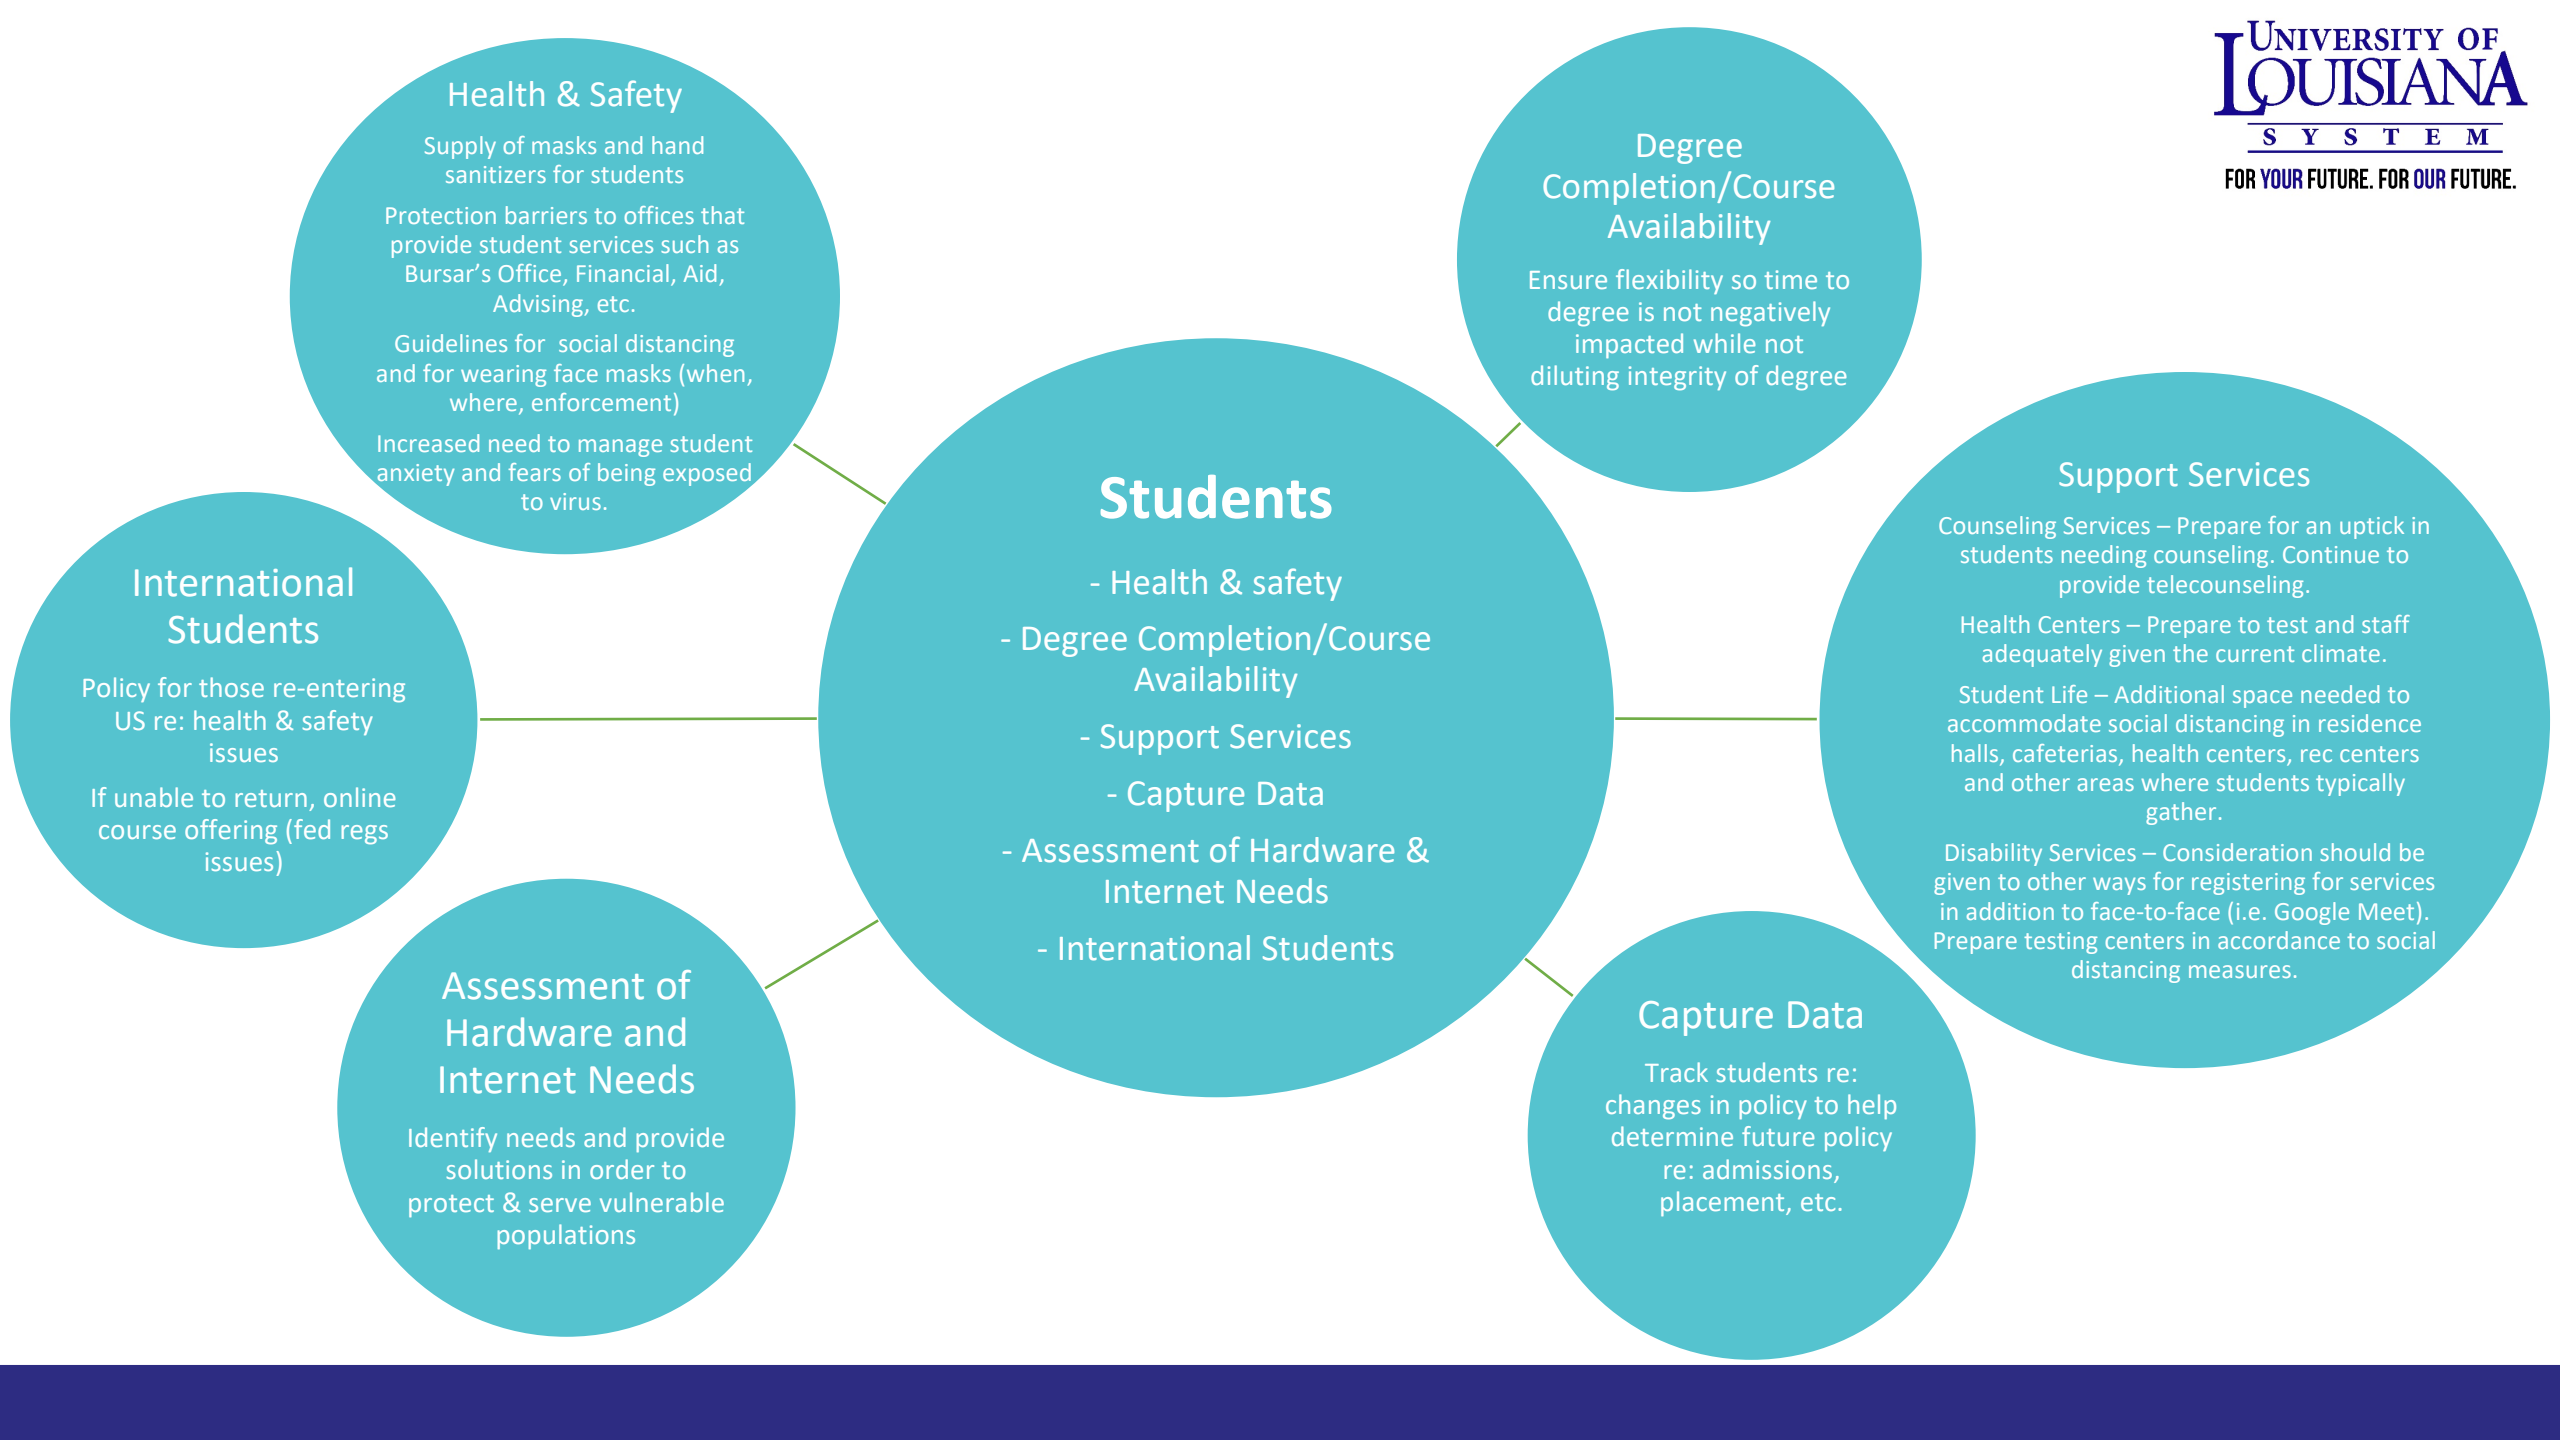 UNIVERSITY OF
LOUISIANA
SYSTEM
FOR YOUR FUTURE. FOR OUR FUTURE.
Health & Safety
Supply of masks and hand
sanitizers for students
Protection barriers to offices that
provide student services such as
Bursar's Office, Financial, Aid,
Advising, etc.
Guidelines for  social distancing
and for wearing face masks (when,
where, enforcement)
Increased need to manage student
anxiety and fears of being exposed
to virus.
Degree
Completion/Course
Availability
Ensure flexibility so time to
degree is not negatively
impacted while not
diluting integrity of degree
Students
- Health & safety
- Degree Completion/Course
Availability
- Support Services
- Capture Data
- Assessment of Hardware &
Internet Needs
- International Students
Support Services
Counseling Services – Prepare for an uptick in
students needing counseling. Continue to
provide telecounseling.
Health Centers – Prepare to test and staff
adequately given the current climate.
Student Life – Additional space needed to
accommodate social distancing in residence
halls, cafeterias, health centers, rec centers
and other areas where students typically
gather.
Disability Services – Consideration should be
given to other ways for registering for services
in addition to face-to-face (i.e. Google Meet).
Prepare testing centers in accordance to social
distancing measures.
International
Students
Policy for those re-entering
US re: health & safety
issues
If unable to return, online
course offering (fed regs
issues)
Assessment of
Hardware and
Internet Needs
Identify needs and provide
solutions in order to
protect & serve vulnerable
populations
Capture Data
Track students re:
changes in policy to help
determine future policy
re: admissions,
placement, etc.